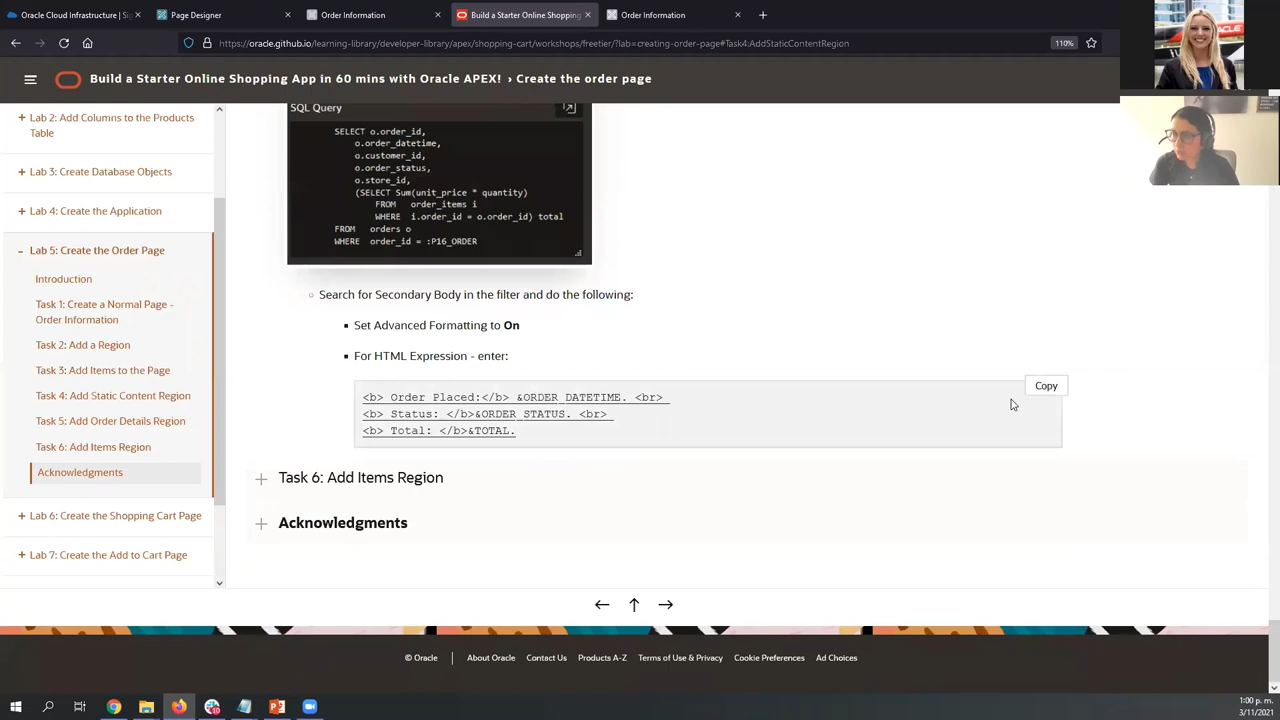 Oracle Cloud Infrastructure | Sig
Page Designer
Order Information
Build a Starter Online Shopping
Order Information
https://oracle.github.io/learning-library/developer-library/apex/shopping-cart/workshops/freetier/?lab=creating-order-page#Task4:AddStaticContentRegion
110%
Build a Starter Online Shopping App in 60 mins with Oracle APEX! › Create the order page
Lab 2: Add Columns to the Products
Table
Lab 3: Create Database Objects
Lab 4: Create the Application
Lab 5: Create the Order Page
Introduction
Task 1: Create a Normal Page -
Order Information
Task 2: Add a Region
Task 3: Add Items to the Page
Task 4: Add Static Content Region
Task 5: Add Order Details Region
Task 6: Add Items Region
Acknowledgments
Lab 6: Create the Shopping Cart Page
Lab 7: Create the Add to Cart Page
SQL Query
SELECT o.order_id,
o.order_datetime,
o.customer_id,
o.order_status,
o.store_id,
(SELECT Sum(unit_price * quantity)
FROM order_items i
WHERE i.order_id = o.order_id) total
FROM orders o
WHERE order_id = :P16_ORDER
Search for Secondary Body in the filter and do the following:
Set Advanced Formatting to On
For HTML Expression - enter:
Copy
<b> Order Placed:</b> &ORDER_DATETIME. <br>
<b> Status: </b>&ORDER_STATUS. <br>
<b> Total: </b>&TOTAL.
Task 6: Add Items Region
Acknowledgments
© Oracle
About Oracle
Contact Us
Products A-Z
Terms of Use & Privacy
Cookie Preferences
Ad Choices
1:00 p. m.
3/11/2021